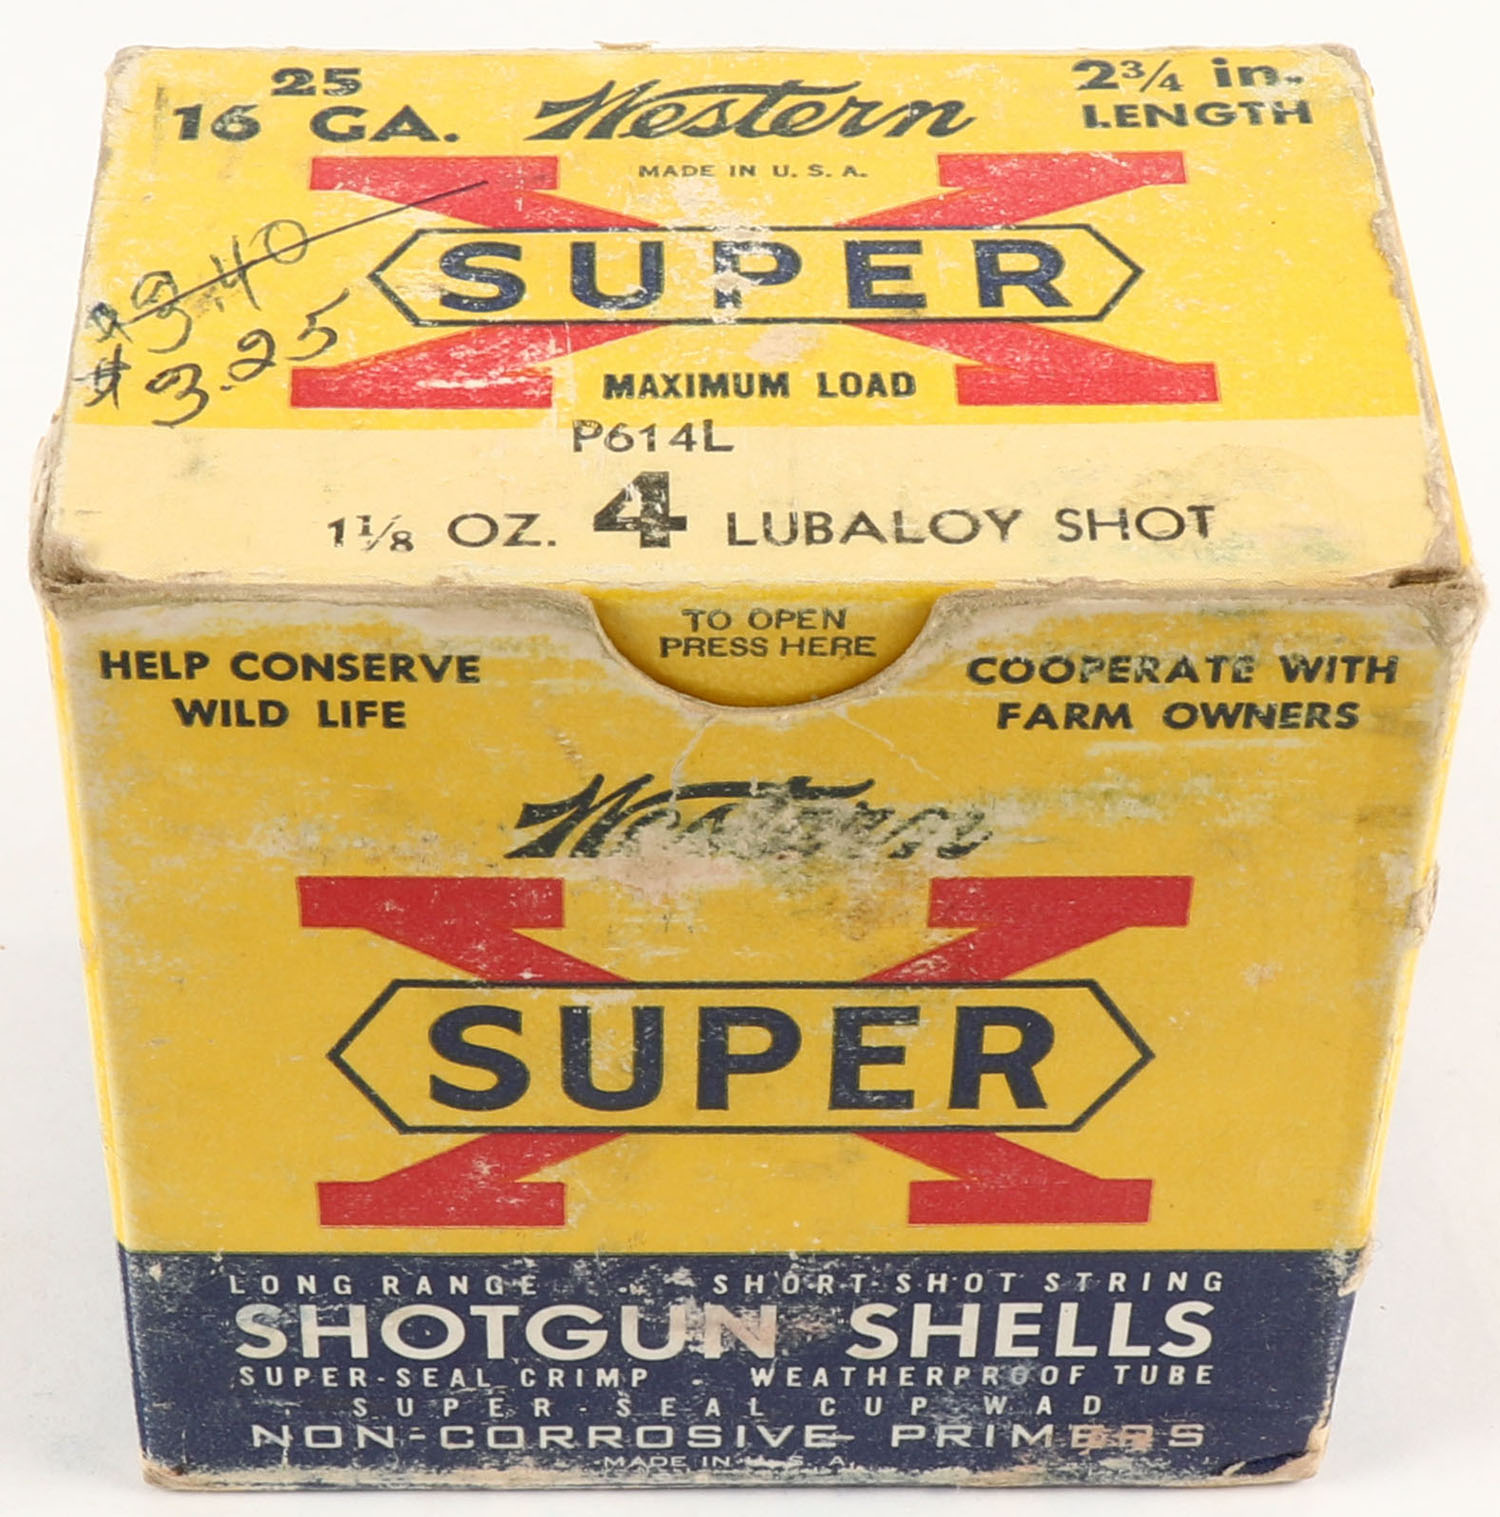 25
16 GA.
Western
2¾ in.
LENGTH
MADE IN U. S. A.
X
SUPER
$3.40
$3.25
MAXIMUM LOAD
P614L
1⅛ OZ. 4 LUBALOY SHOT
TO OPEN
PRESS HERE
HELP CONSERVE
WILD LIFE
COOPERATE WITH
FARM OWNERS
Western
X
SUPER
LONG RANGE - SHORT SHOT STRING
SHOTGUN SHELLS
SUPER-SEAL CRIMP - WEATHERPROOF TUBE
SUPER-SEAL CUP WAD
NON-CORROSIVE PRIMERS
MADE IN U. S. A.